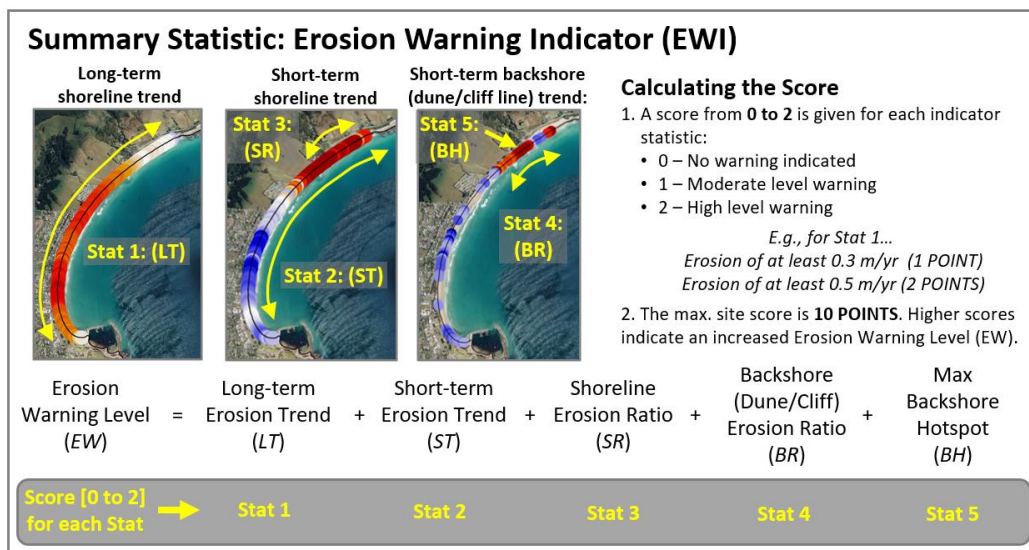 Summary Statistic: Erosion Warning Indicator (EWI)
Long-term
shoreline trend
Short-term
shoreline trend
Short-term backshore
(dune/cliff line) trend:
Stat 1: (LT)
Stat 3:
(SR)
Stat 2: (ST)
Stat 5:
(BH)
Stat 4:
(BR)
Calculating the Score
1. A score from 0 to 2 is given for each indicator
statistic:
• 0 – No warning indicated
• 1 – Moderate level warning
• 2 – High level warning
E.g., for Stat 1…
Erosion of at least 0.3 m/yr (1 POINT)
Erosion of at least 0.5 m/yr (2 POINTS)
2. The max. site score is 10 POINTS. Higher scores
indicate an increased Erosion Warning Level (EW).
Erosion
Warning Level
(EW)
=
Long-term
Erosion Trend
(LT)
+
Short-term
Erosion Trend
(ST)
+
Shoreline
Erosion Ratio
(SR)
+
Backshore
(Dune/Cliff)
Erosion Ratio
(BR)
+
Max
Backshore
Hotspot
(BH)
Score [0 to 2]
for each Stat
Stat 1
Stat 2
Stat 3
Stat 4
Stat 5